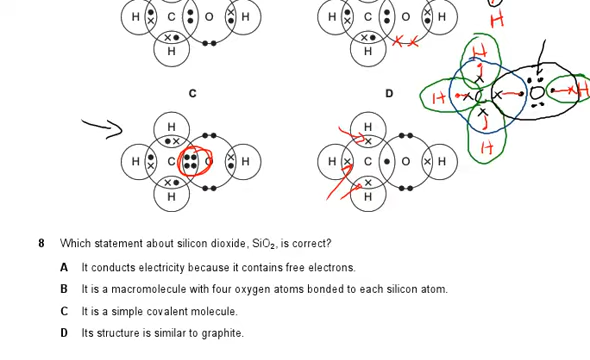 H C O H H C O H
H H H
C D
H H H
H H
H C O H H C O H H
H H
8 Which statement about silicon dioxide, SiO2, is correct?
A It conducts electricity because it contains free electrons.
B It is a macromolecule with four oxygen atoms bonded to each silicon atom.
C It is a simple covalent molecule.
D Its structure is similar to graphite.